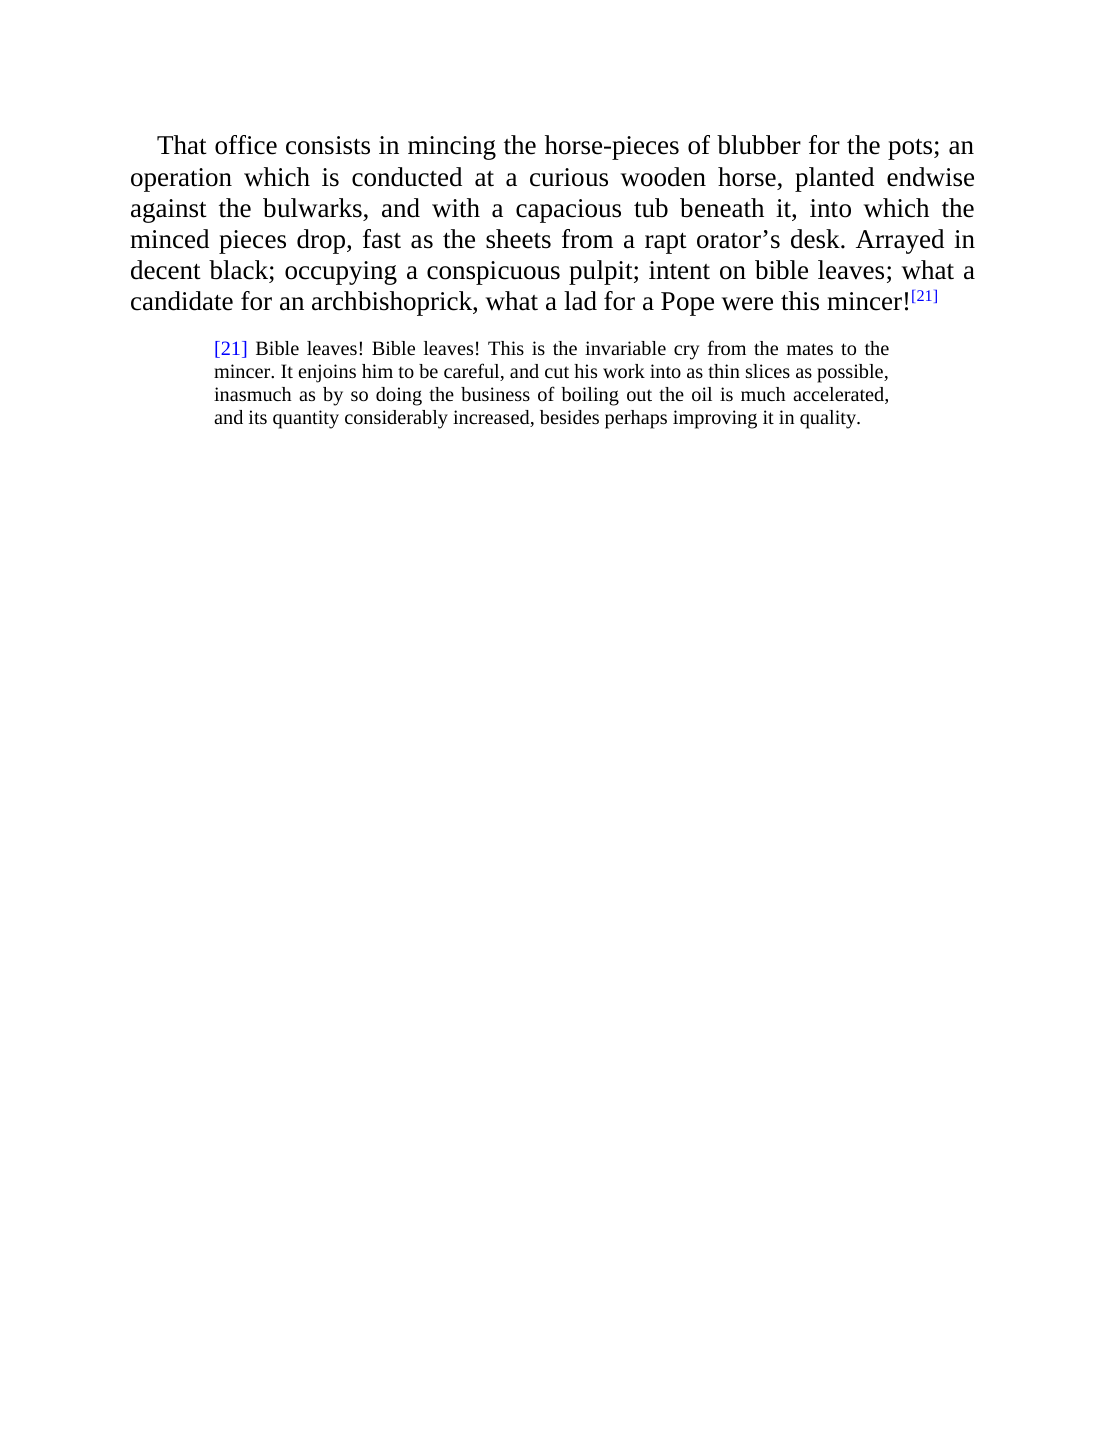 That office consists in mincing the horse-pieces of blubber for the pots; an
operation which is conducted at a curious wooden horse, planted endwise
against the bulwarks, and with a capacious tub beneath it, into which the
minced pieces drop, fast as the sheets from a rapt orator’s desk. Arrayed in
decent black; occupying a conspicuous pulpit; intent on bible leaves; what a
candidate for an archbishoprick, what a lad for a Pope were this mincer![21]
[21] Bible leaves! Bible leaves! This is the invariable cry from the mates to the
mincer. It enjoins him to be careful, and cut his work into as thin slices as possible,
inasmuch as by so doing the business of boiling out the oil is much accelerated,
and its quantity considerably increased, besides perhaps improving it in quality.